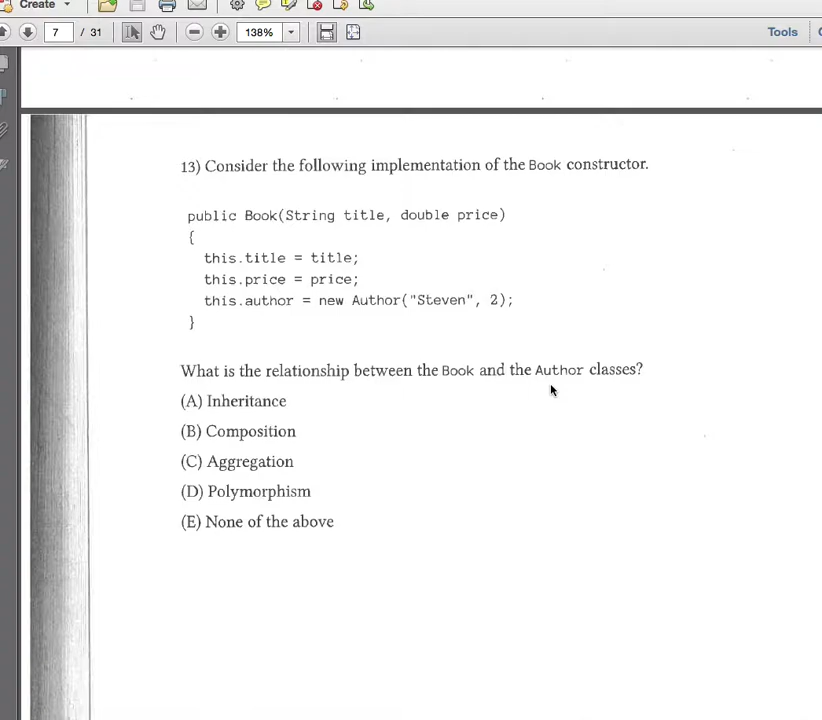 Create
7 / 31
138%
Tools
13) Consider the following implementation of the Book constructor.
public Book(String title, double price)
{
this.title = title;
this.price = price;
this.author = new Author("Steven", 2);
}
What is the relationship between the Book and the Author classes?
(A) Inheritance
(B) Composition
(C) Aggregation
(D) Polymorphism
(E) None of the above